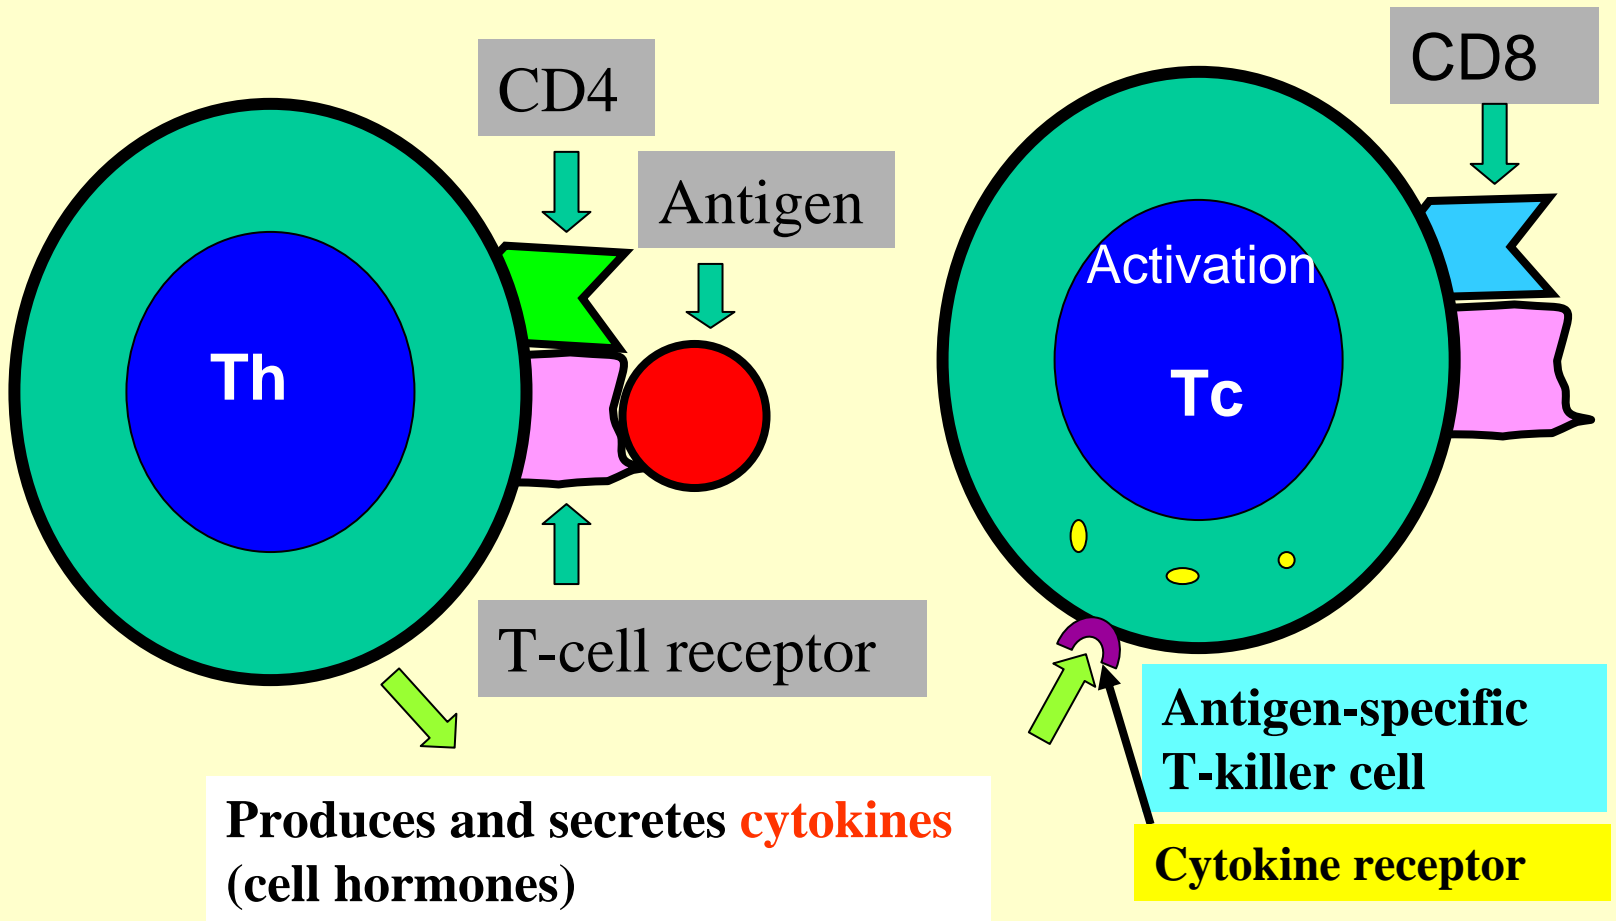 CD4
Antigen
Th
T-cell receptor
Produces and secretes cytokines
(cell hormones)
CD8
Activation
Tc
Antigen-specific
T-killer cell
Cytokine receptor